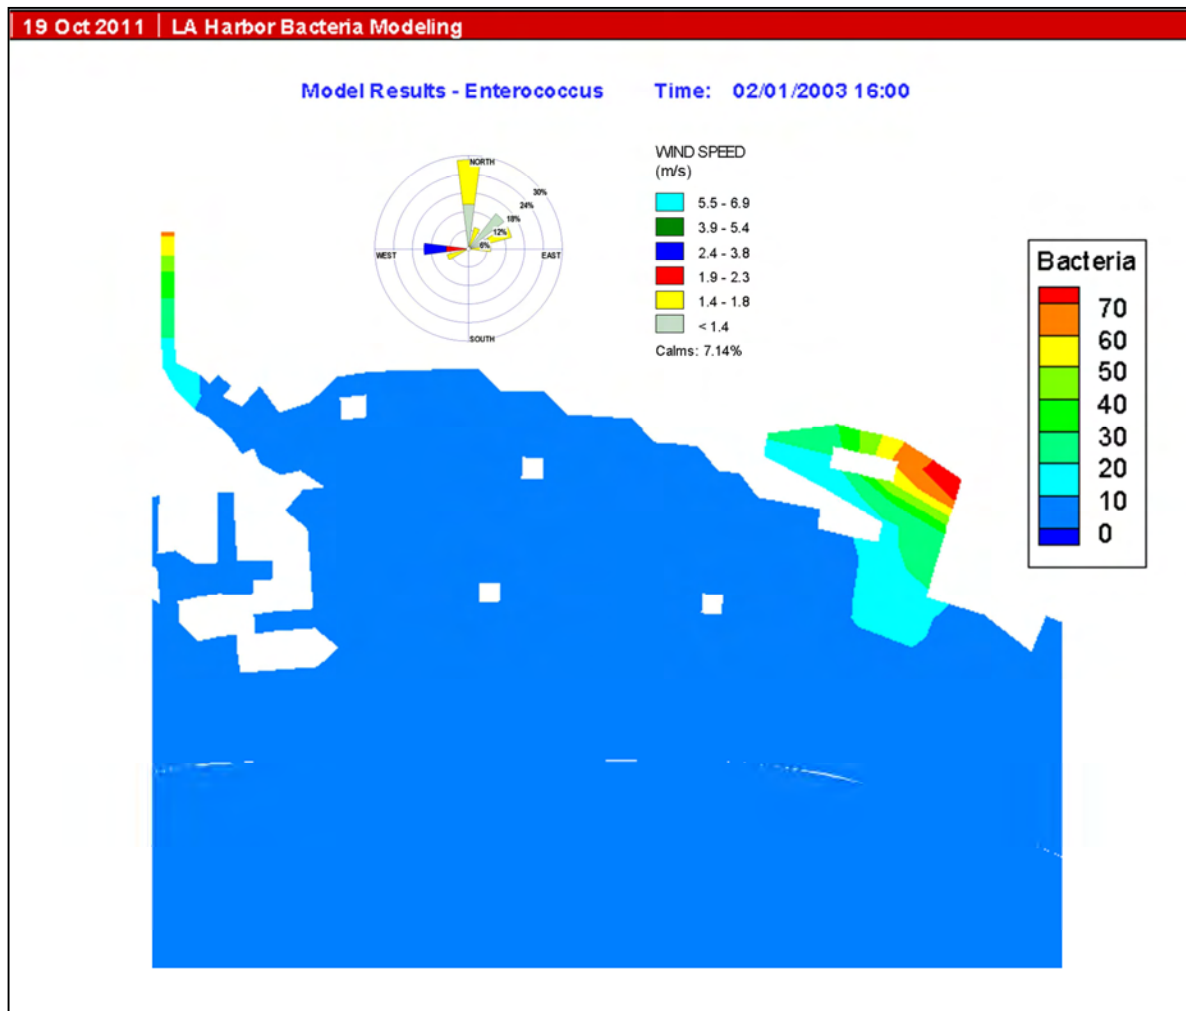 19 Oct 2011 | LA Harbor Bacteria Modeling
Model Results - Enterococcus Time: 02/01/2003 16:00
NORTH
30%
24%
18%
12%
6%
WEST
EAST
SOUTH
WIND SPEED
(m/s)
5.5 - 6.9
3.9 - 5.4
2.4 - 3.8
1.9 - 2.3
1.4 - 1.8
< 1.4
Calms: 7.14%
Bacteria
70
60
50
40
30
20
10
0